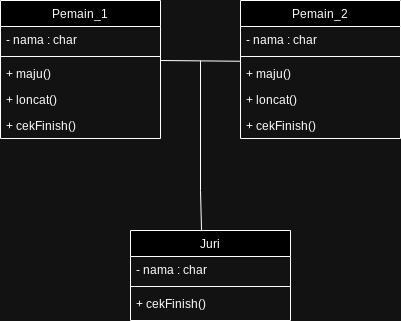 Pemain_1
- nama : char
+ maju()
+ loncat()
+ cekFinish()
Pemain_2
- nama : char
+ maju()
+ loncat()
+ cekFinish()
Juri
- nama : char
+ cekFinish()